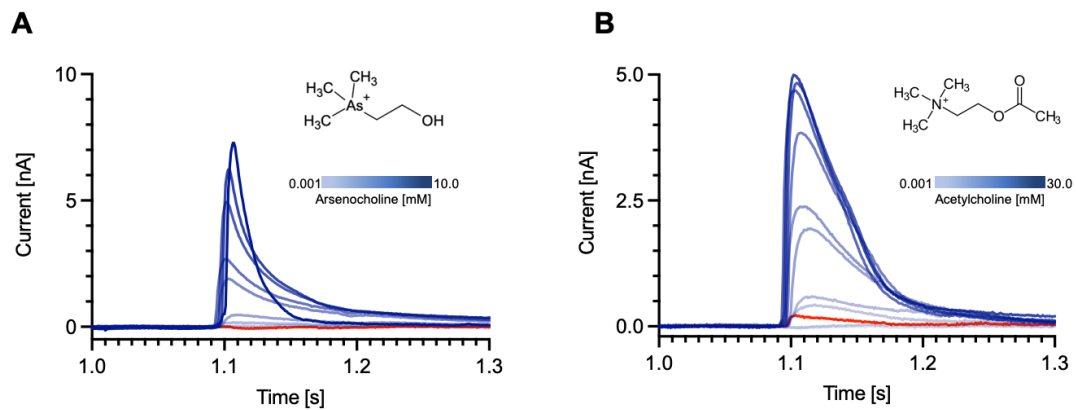 A
Current [nA]
10
5
0
H₃C
CH₃
H₃C
As⁺
H₃C
OH
0.001
10.0
Arsenocholine [mM]
1.0
1.1
1.2
1.3
Time [s]
B
Current [nA]
5.0
2.5
0.0
H₃C
CH₃
H₃C
N⁺
CH₃
O
O
CH₃
0.001
30.0
Acetylcholine [mM]
1.0
1.1
1.2
1.3
Time [s]